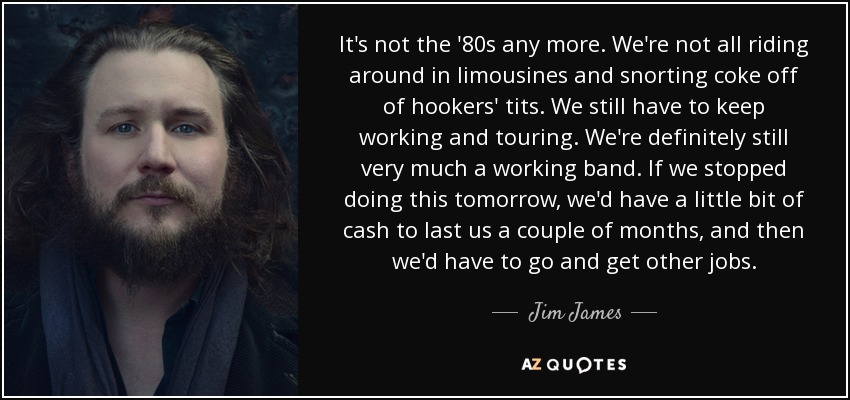 It's not the '80s any more. We're not all riding
around in limousines and snorting coke off
of hookers' tits. We still have to keep
working and touring. We're definitely still
very much a working band. If we stopped
doing this tomorrow, we'd have a little bit of
cash to last us a couple of months, and then
we'd have to go and get other jobs.
Jim James
AZ QUOTES